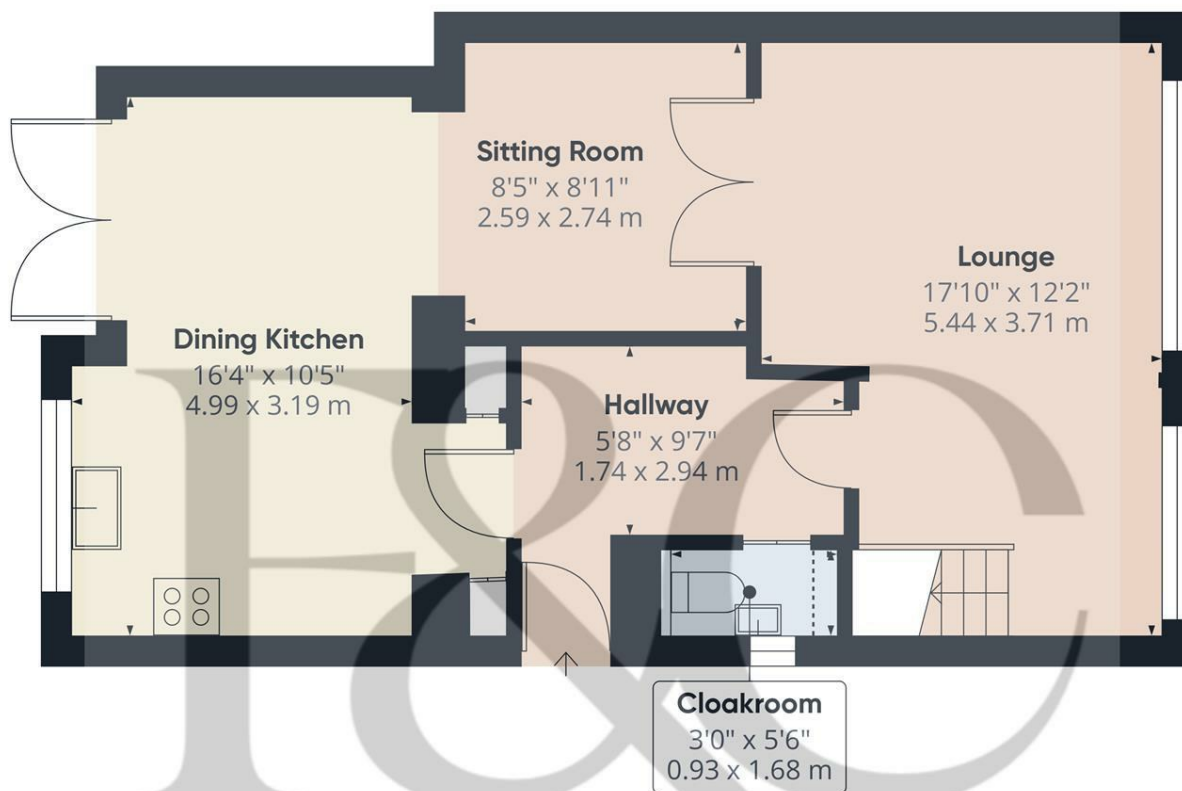 Sitting Room
8'5" x 8'11"
2.59 x 2.74 m
Lounge
17'10" x 12'2"
5.44 x 3.71 m
Dining Kitchen
16'4" x 10'5"
4.99 x 3.19 m
Hallway
5'8" x 9'7"
1.74 x 2.94 m
Cloakroom
3'0" x 5'6"
0.93 x 1.68 m
F&C